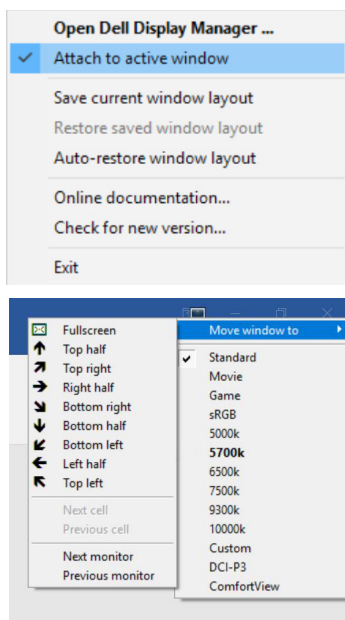 Open Dell Display Manager ...
Attach to active window
Save current window layout
Restore saved window layout
Auto-restore window layout
Online documentation...
Check for new version...
Exit
Move window to
Fullscreen
Top half
Top right
Right half
Bottom right
Bottom half
Bottom left
Left half
Top left
Next cell
Previous cell
Next monitor
Previous monitor
Standard
Movie
Game
sRGB
5000k
5700k
6500k
7500k
9300k
10000k
Custom
DCI-P3
ComfortView